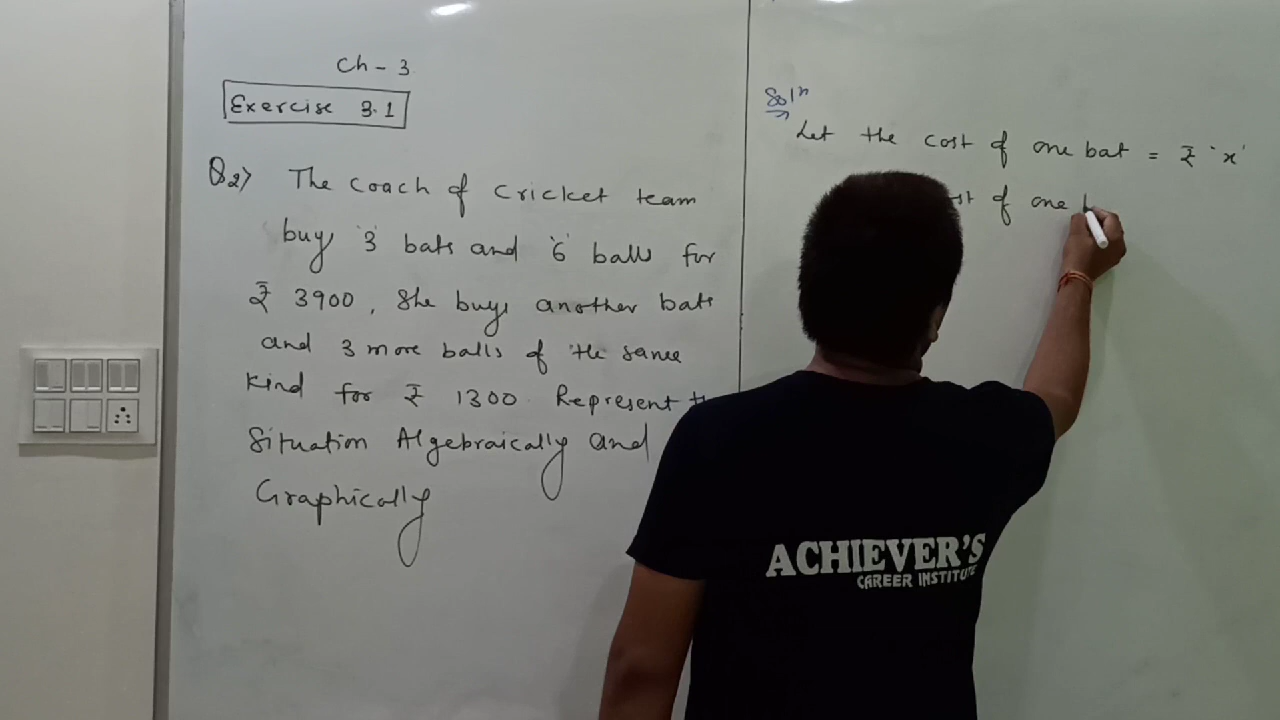 Ch - 3
Exercise 3.1
Q2) The coach of cricket team
buys '3' bats and '6' balls for
₹ 3900, She buys another bats
and 3 more balls of the same
kind for ₹ 1300 Represent
Situation Algebraically and
Graphically
Solⁿ
Let the cost of one bat = ₹ 'x'
of one
ACHIEVER'S
CAREER INSTITUTE